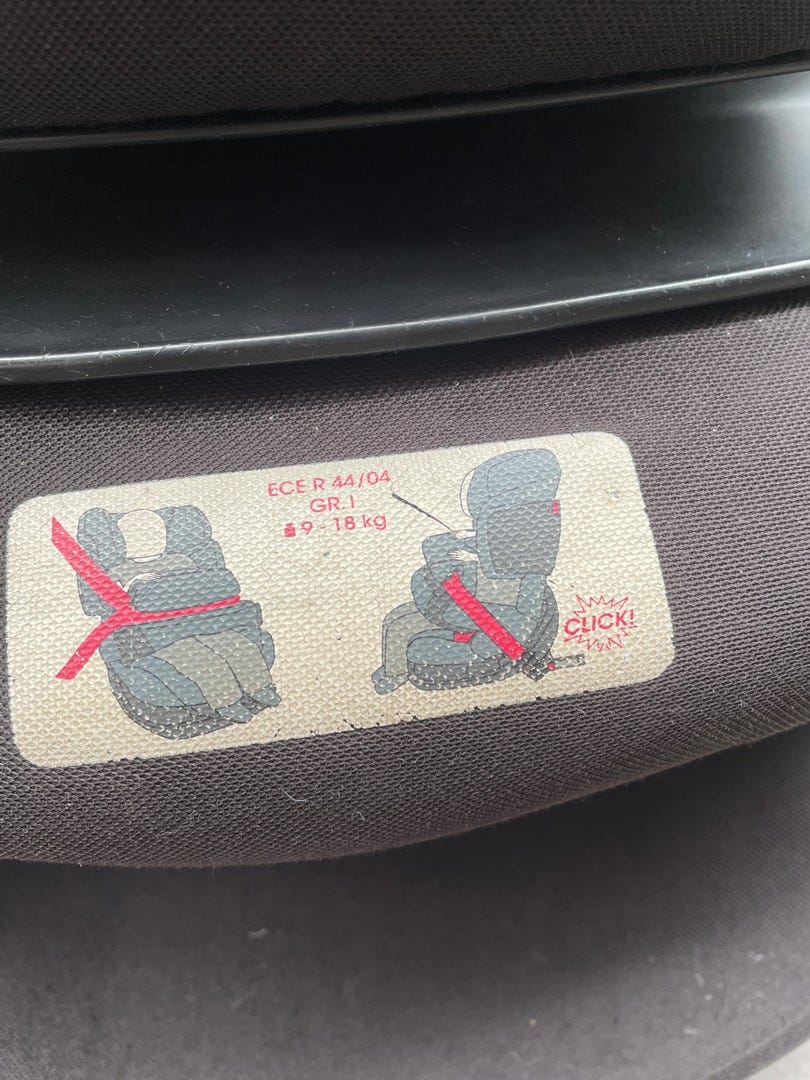 ECE R 44/04
GR. I
9 - 18 kg
CLICK!